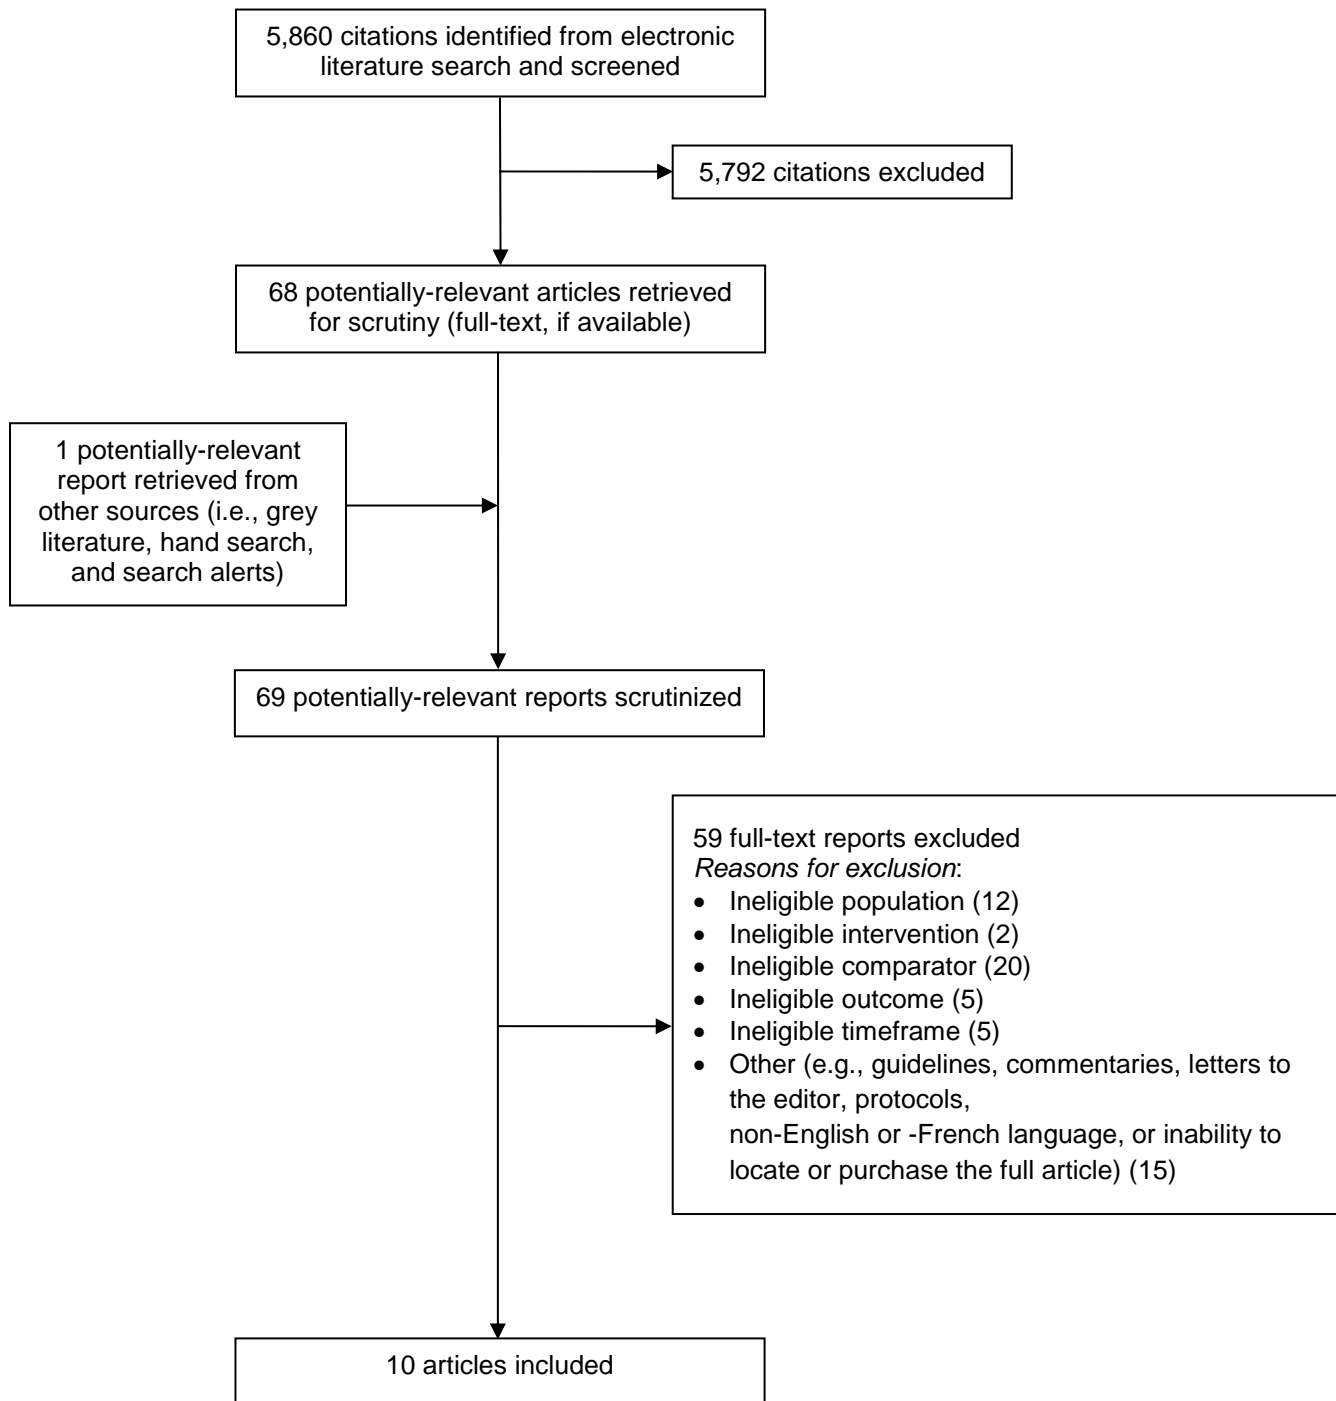 5,860 citations identified from electronic
literature search and screened
5,792 citations excluded
68 potentially-relevant articles retrieved
for scrutiny (full-text, if available)
1 potentially-relevant
report retrieved from
other sources (i.e., grey
literature, hand search,
and search alerts)
69 potentially-relevant reports scrutinized
59 full-text reports excluded
Reasons for exclusion:
• Ineligible population (12)
• Ineligible intervention (2)
• Ineligible comparator (20)
• Ineligible outcome (5)
• Ineligible timeframe (5)
• Other (e.g., guidelines, commentaries, letters to
the editor, protocols,
non-English or -French language, or inability to
locate or purchase the full article) (15)
10 articles included